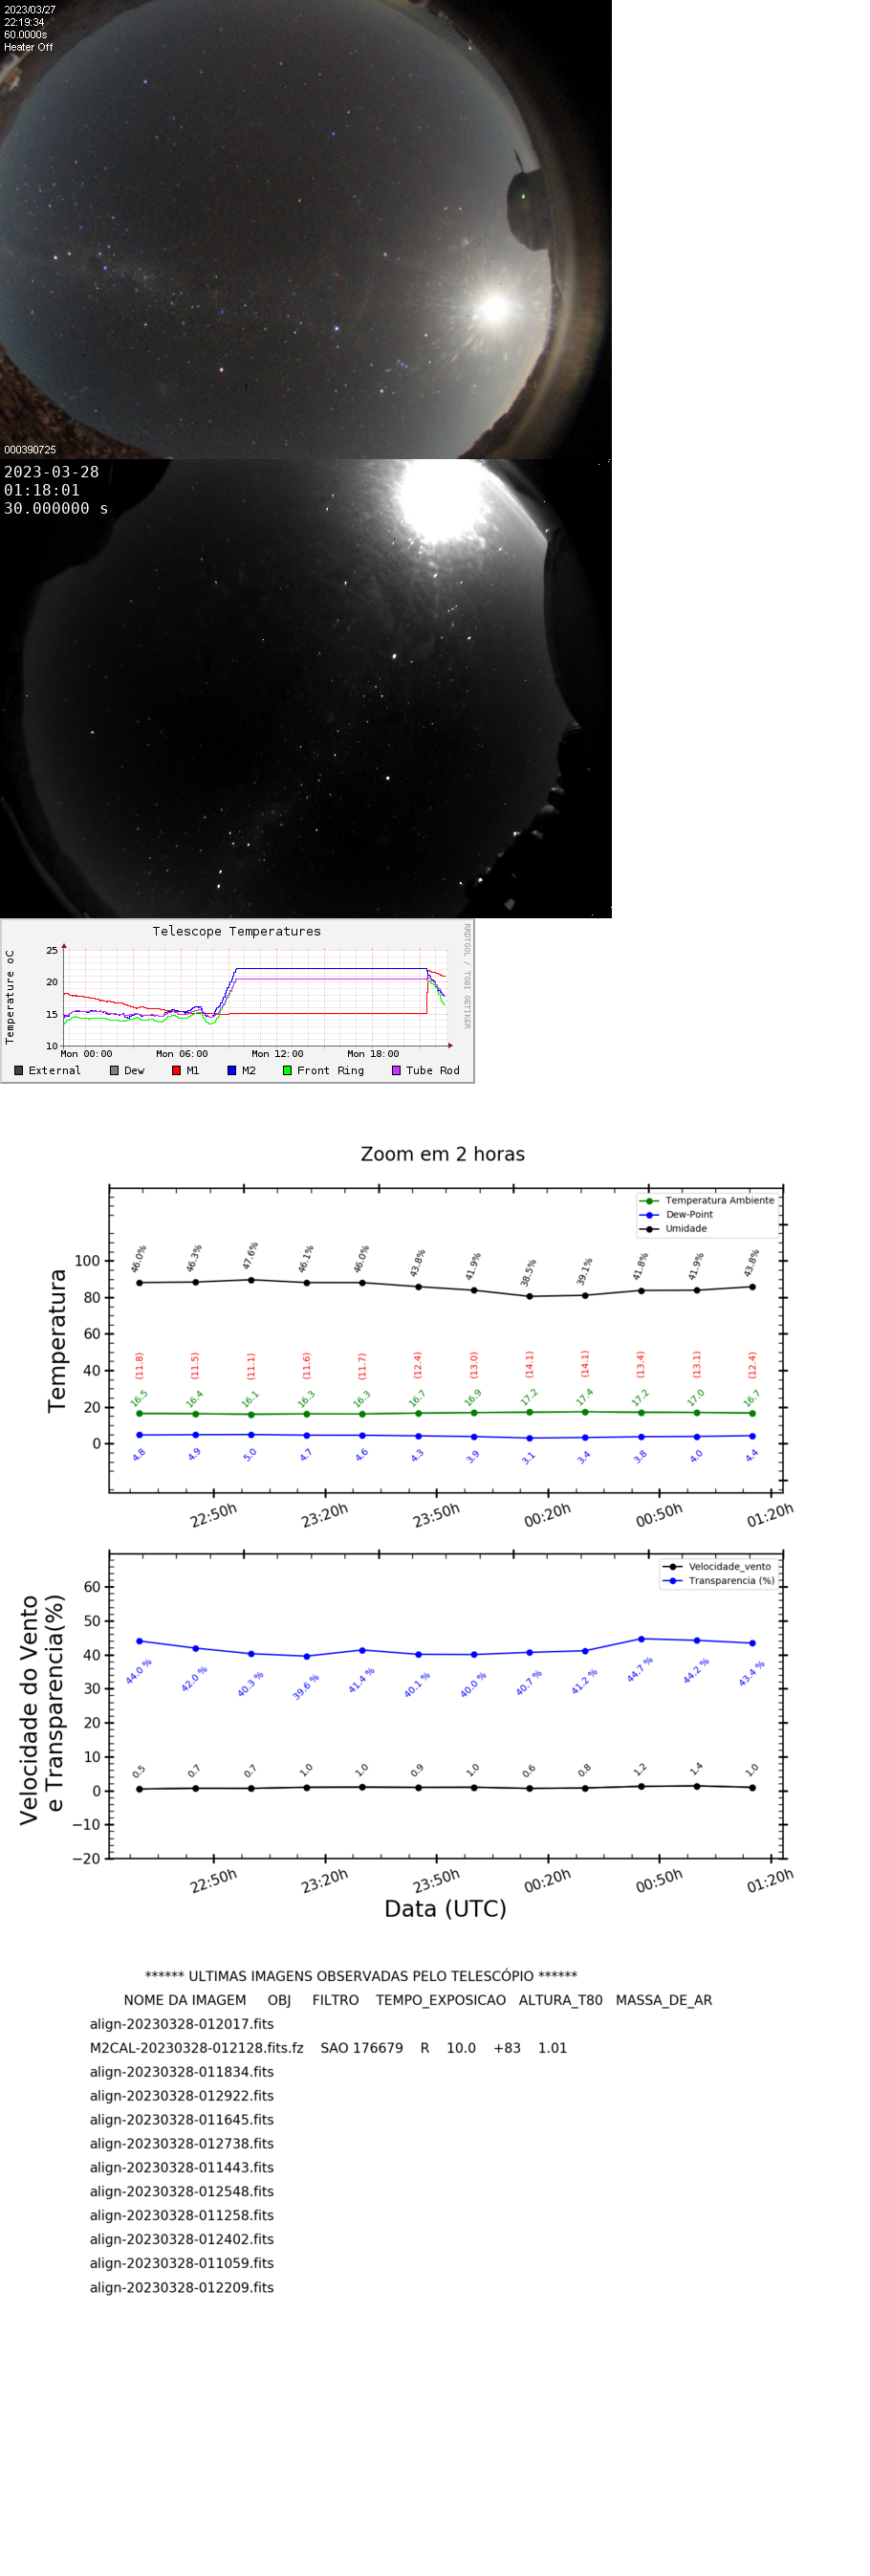 2023/03/27
22:19:34
60.0000s
Heater Off
000390725
2023-03-28
01:18:01
30.000000 s
Telescope Temperatures
RRDTOOL / TOBI OETIKER
Temperature oC
25
20
15
10
Mon 00:00 Mon 06:00 Mon 12:00 Mon 18:00
External Dew M1 M2 Front Ring Tube Rod
Zoom em 2 horas
Temperatura Ambiente
Dew-Point
Umidade
Temperatura
100
80
60
40
20
0
46.0% 46.3% 47.6% 46.1% 46.0% 43.8% 41.9% 38.5% 39.1% 41.8% 41.9% 43.8%
(11.8) (11.5) (11.1) (11.6) (11.7) (12.4) (13.0) (14.1) (14.1) (13.4) (13.1) (12.4)
16.5 16.4 16.1 16.3 16.3 16.7 16.9 17.2 17.4 17.2 17.0 16.7
4.8 4.9 5.0 4.7 4.6 4.3 3.9 3.1 3.4 3.8 4.0 4.4
22:50h 23:20h 23:50h 00:20h 00:50h 01:20h
Velocidade_vento
Transparencia (%)
Velocidade do Vento
e Transparencia(%)
60
50
40
30
20
10
0
−10
−20
44.0 % 42.0 % 40.3 % 39.6 % 41.4 % 40.1 % 40.0 % 40.7 % 41.2 % 44.7 % 44.2 % 43.4 %
0.5 0.7 0.7 1.0 1.0 0.9 1.0 0.6 0.8 1.2 1.4 1.0
22:50h 23:20h 23:50h 00:20h 00:50h 01:20h
Data (UTC)
****** ULTIMAS IMAGENS OBSERVADAS PELO TELESCÓPIO ******
NOME DA IMAGEM OBJ FILTRO TEMPO_EXPOSICAO ALTURA_T80 MASSA_DE_AR
align-20230328-012017.fits
M2CAL-20230328-012128.fits.fz SAO 176679 R 10.0 +83 1.01
align-20230328-011834.fits
align-20230328-012922.fits
align-20230328-011645.fits
align-20230328-012738.fits
align-20230328-011443.fits
align-20230328-012548.fits
align-20230328-011258.fits
align-20230328-012402.fits
align-20230328-011059.fits
align-20230328-012209.fits